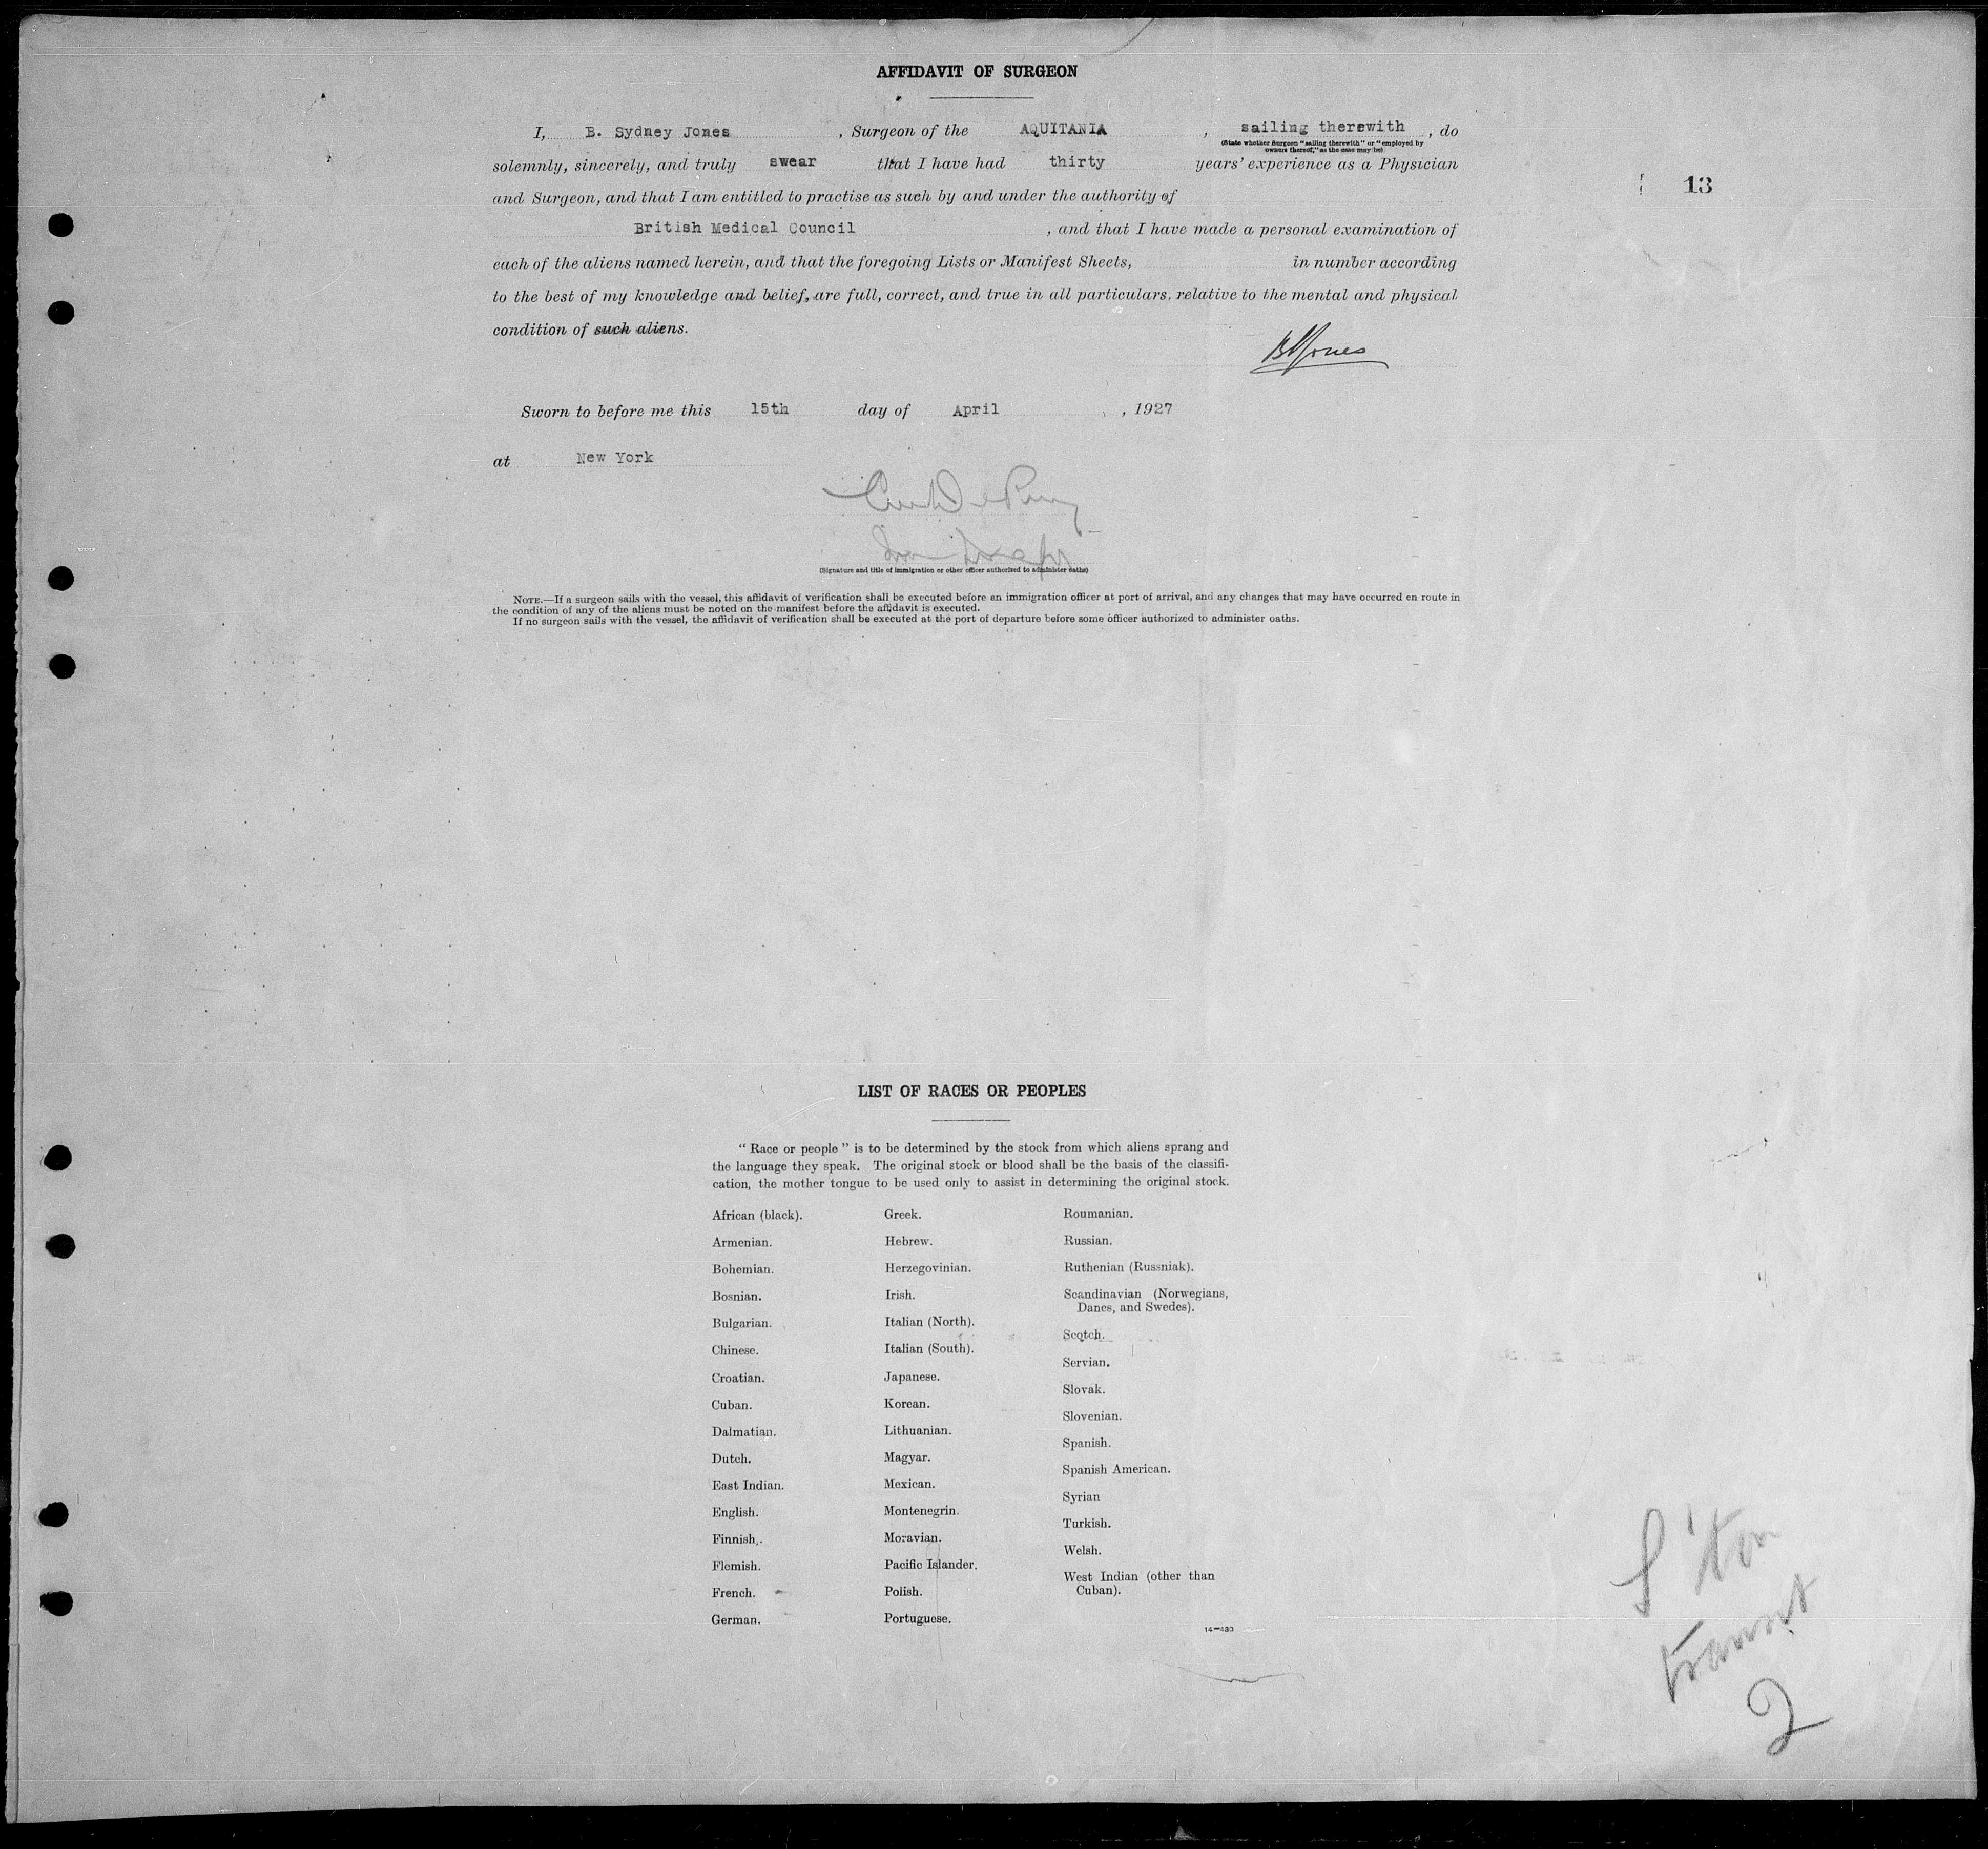 AFFIDAVIT OF SURGEON
I, B. Sydney Jones , Surgeon of the AQUITANIA , sailing therewith , do
(State whether Surgeon "sailing therewith" or "employed by
owners thereof," as the case may be)
solemnly, sincerely, and truly swear that I have had thirty years' experience as a Physician
13
and Surgeon, and that I am entitled to practise as such by and under the authority of
British Medical Council , and that I have made a personal examination of
each of the aliens named herein, and that the foregoing Lists or Manifest Sheets, in number according
to the best of my knowledge and belief, are full, correct, and true in all particulars, relative to the mental and physical
condition of such aliens.
BSJones
Sworn to before me this 15th day of April , 1927
at New York
(Signature and title of immigration or other officer authorized to administer oaths)
NOTE.—If a surgeon sails with the vessel, this affidavit of verification shall be executed before an immigration officer at port of arrival, and any changes that may have occurred en route in
the condition of any of the aliens must be noted on the manifest before the affidavit is executed.
If no surgeon sails with the vessel, the affidavit of verification shall be executed at the port of departure before some officer authorized to administer oaths.
LIST OF RACES OR PEOPLES
"Race or people" is to be determined by the stock from which aliens sprang and
the language they speak. The original stock or blood shall be the basis of the classifi-
cation, the mother tongue to be used only to assist in determining the original stock.
African (black).
Armenian.
Bohemian.
Bosnian.
Bulgarian.
Chinese.
Croatian.
Cuban.
Dalmatian.
Dutch.
East Indian.
English.
Finnish.
Flemish.
French.
German.
Greek.
Hebrew.
Herzegovinian.
Irish.
Italian (North).
Italian (South).
Japanese.
Korean.
Lithuanian.
Magyar.
Mexican.
Montenegrin.
Moravian.
Pacific Islander.
Polish.
Portuguese.
Roumanian.
Russian.
Ruthenian (Russniak).
Scandinavian (Norwegians,
Danes, and Swedes).
Scotch.
Servian.
Slovak.
Slovenian.
Spanish.
Spanish American.
Syrian
Turkish.
Welsh.
West Indian (other than
Cuban).
14—430
S'ton
transit
2